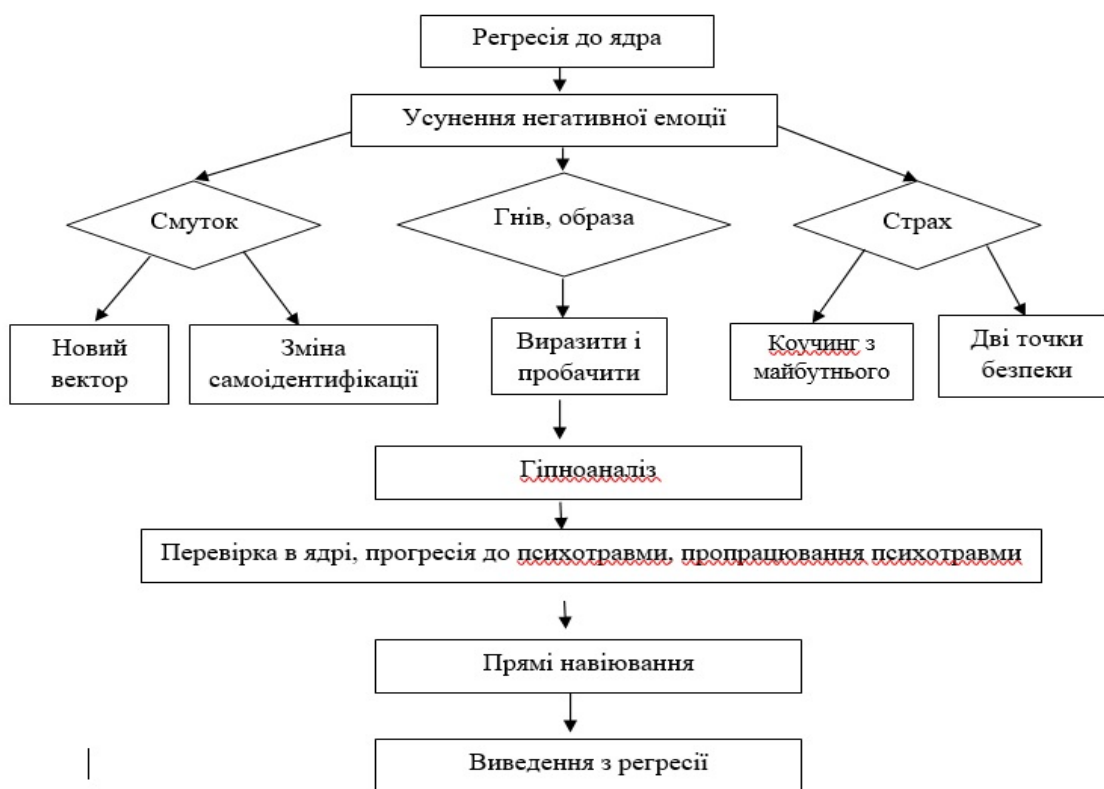 Регресія до ядра
Усунення негативної емоції
Смуток
Гнів, образа
Страх
Новий
вектор
Зміна
самоідентифікації
Виразити і
пробачити
Коучинг з
майбутнього
Дві точки
безпеки
Гіпноаналіз
Перевірка в ядрі, прогресія до психотравми, пропрацювання психотравми
Прямі навіювання
Виведення з регресії